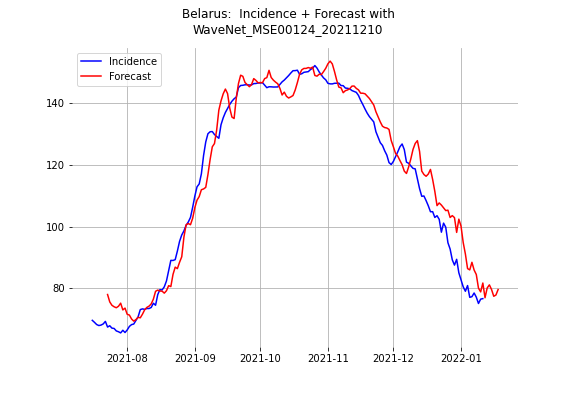 Belarus:  Incidence + Forecast with
WaveNet_MSE00124_20211210
Incidence
Forecast
140
120
100
80
2021-08
2021-09
2021-10
2021-11
2021-12
2022-01